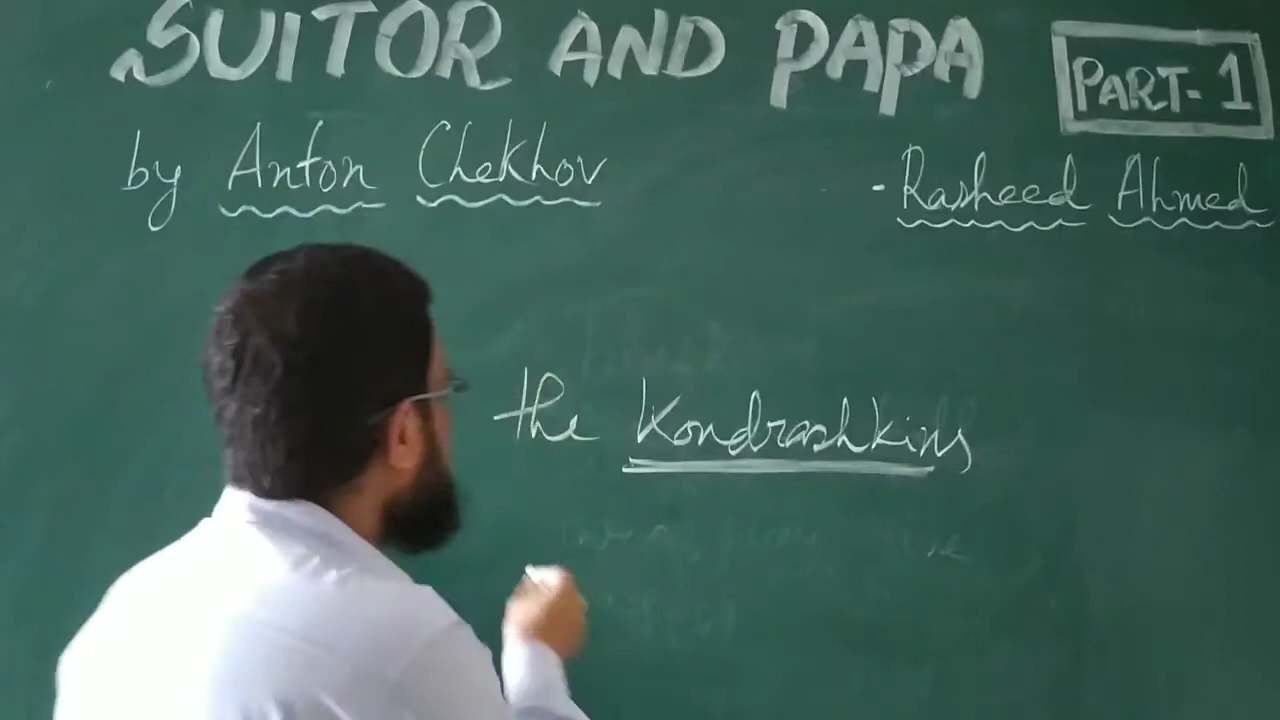 SUITOR AND PAPA
PART-1
by Anton Chekhov
-Rasheed Ahmed
the Kondrashkins